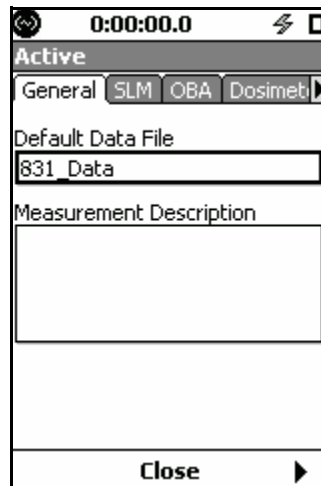 0:00:00.0
Active
General SLM OBA Dosimet
Default Data File
831_Data
Measurement Description
Close